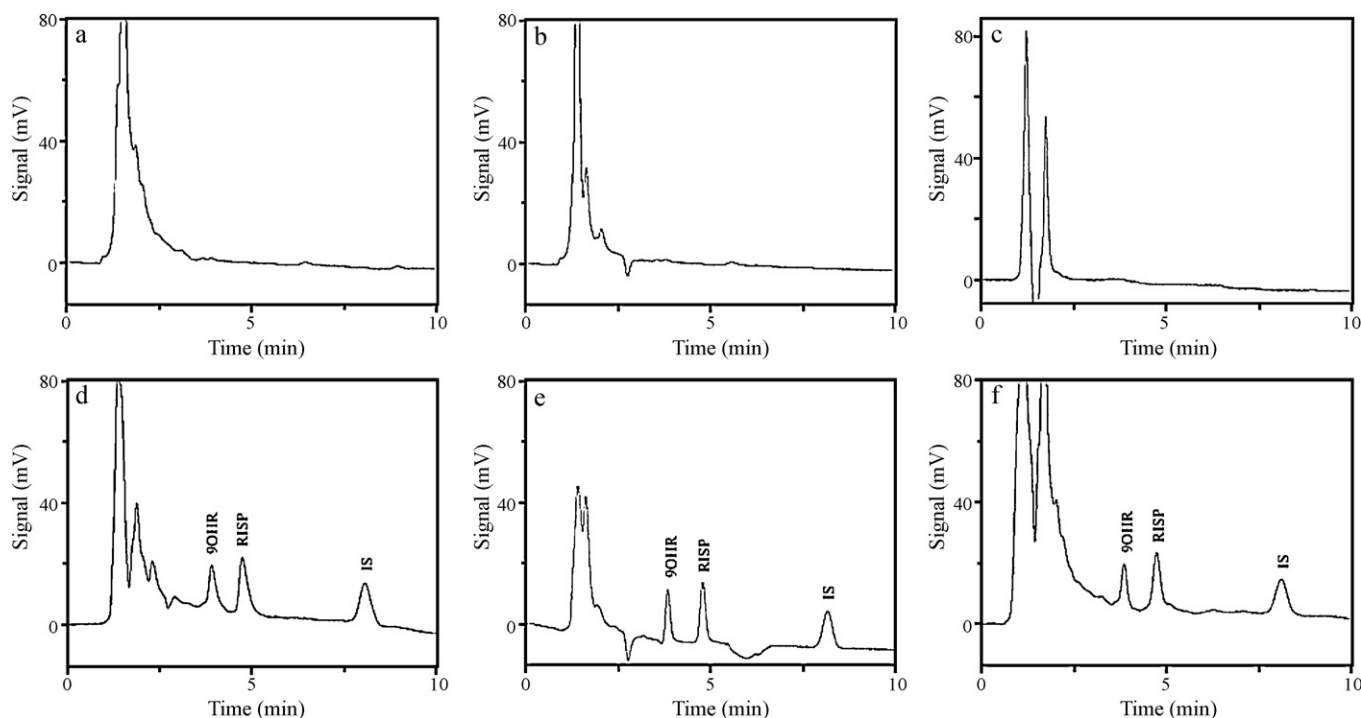 a
80
40
0
Signal (mV)
0
5
10
Time (min)
b
80
40
0
Signal (mV)
0
5
10
Time (min)
c
80
40
0
Signal (mV)
0
5
10
Time (min)
d
80
40
0
Signal (mV)
9OHR
RISP
IS
0
5
10
Time (min)
e
80
40
0
Signal (mV)
9OHR
RISP
IS
0
5
10
Time (min)
f
80
40
0
Signal (mV)
9OHR
RISP
IS
0
5
10
Time (min)